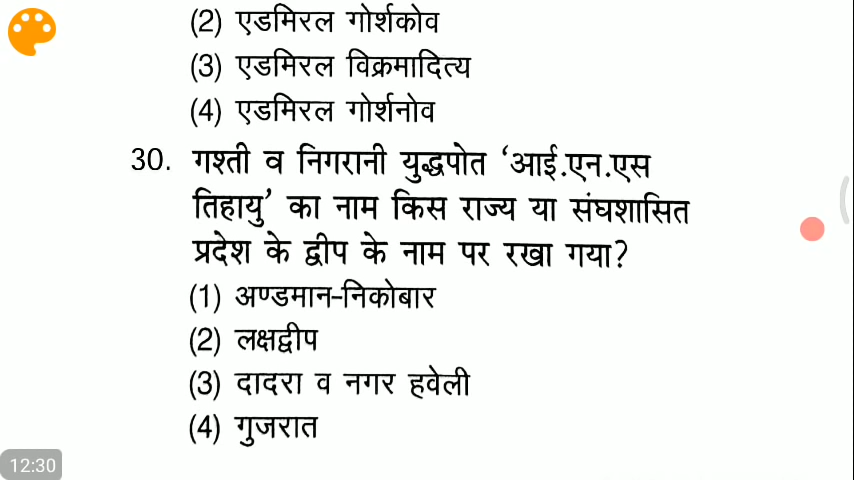 (2) एडमिरल गोर्शकोव
(3) एडमिरल विक्रमादित्य
(4) एडमिरल गोर्शनोव
30. गश्ती व निगरानी युद्धपोत ‘आई.एन.एस
तिहायु’ का नाम किस राज्य या संघशासित
प्रदेश के द्वीप के नाम पर रखा गया?
(1) अण्डमान-निकोबार
(2) लक्षद्वीप
(3) दादरा व नगर हवेली
(4) गुजरात
12:30